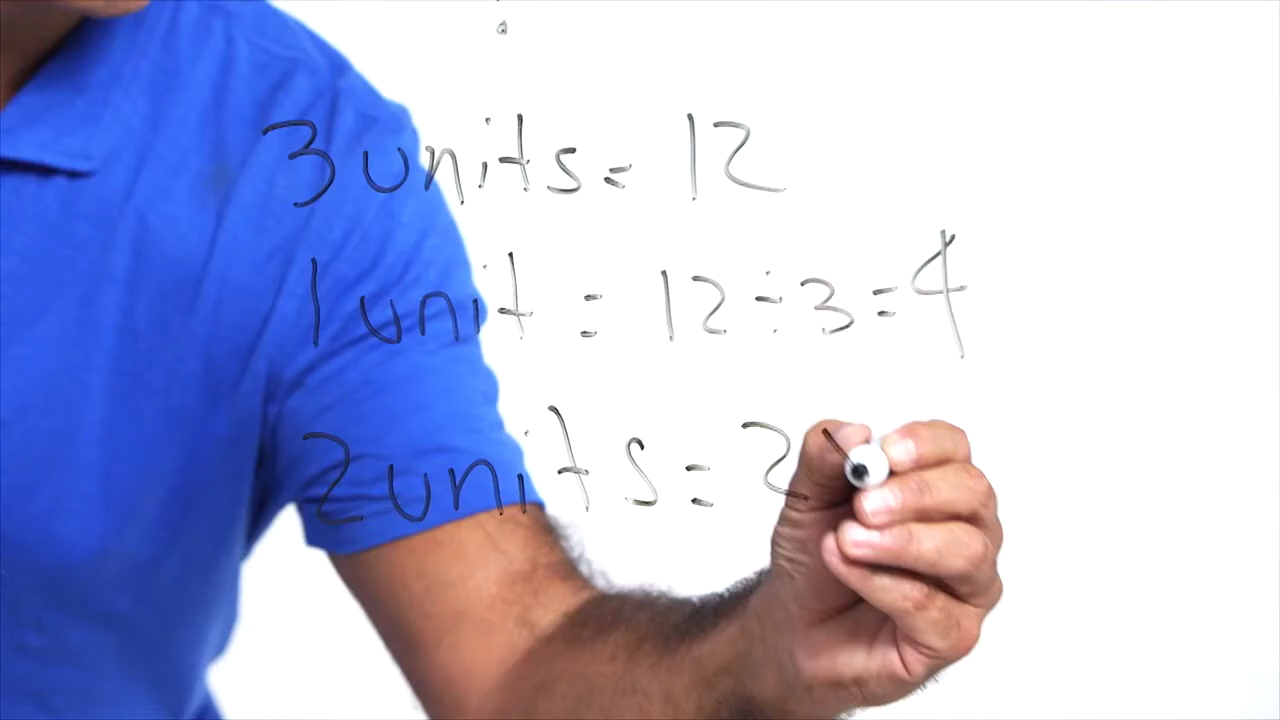 3 units = 12
1 unit = 12 ÷ 3 = 4
2 units = 2